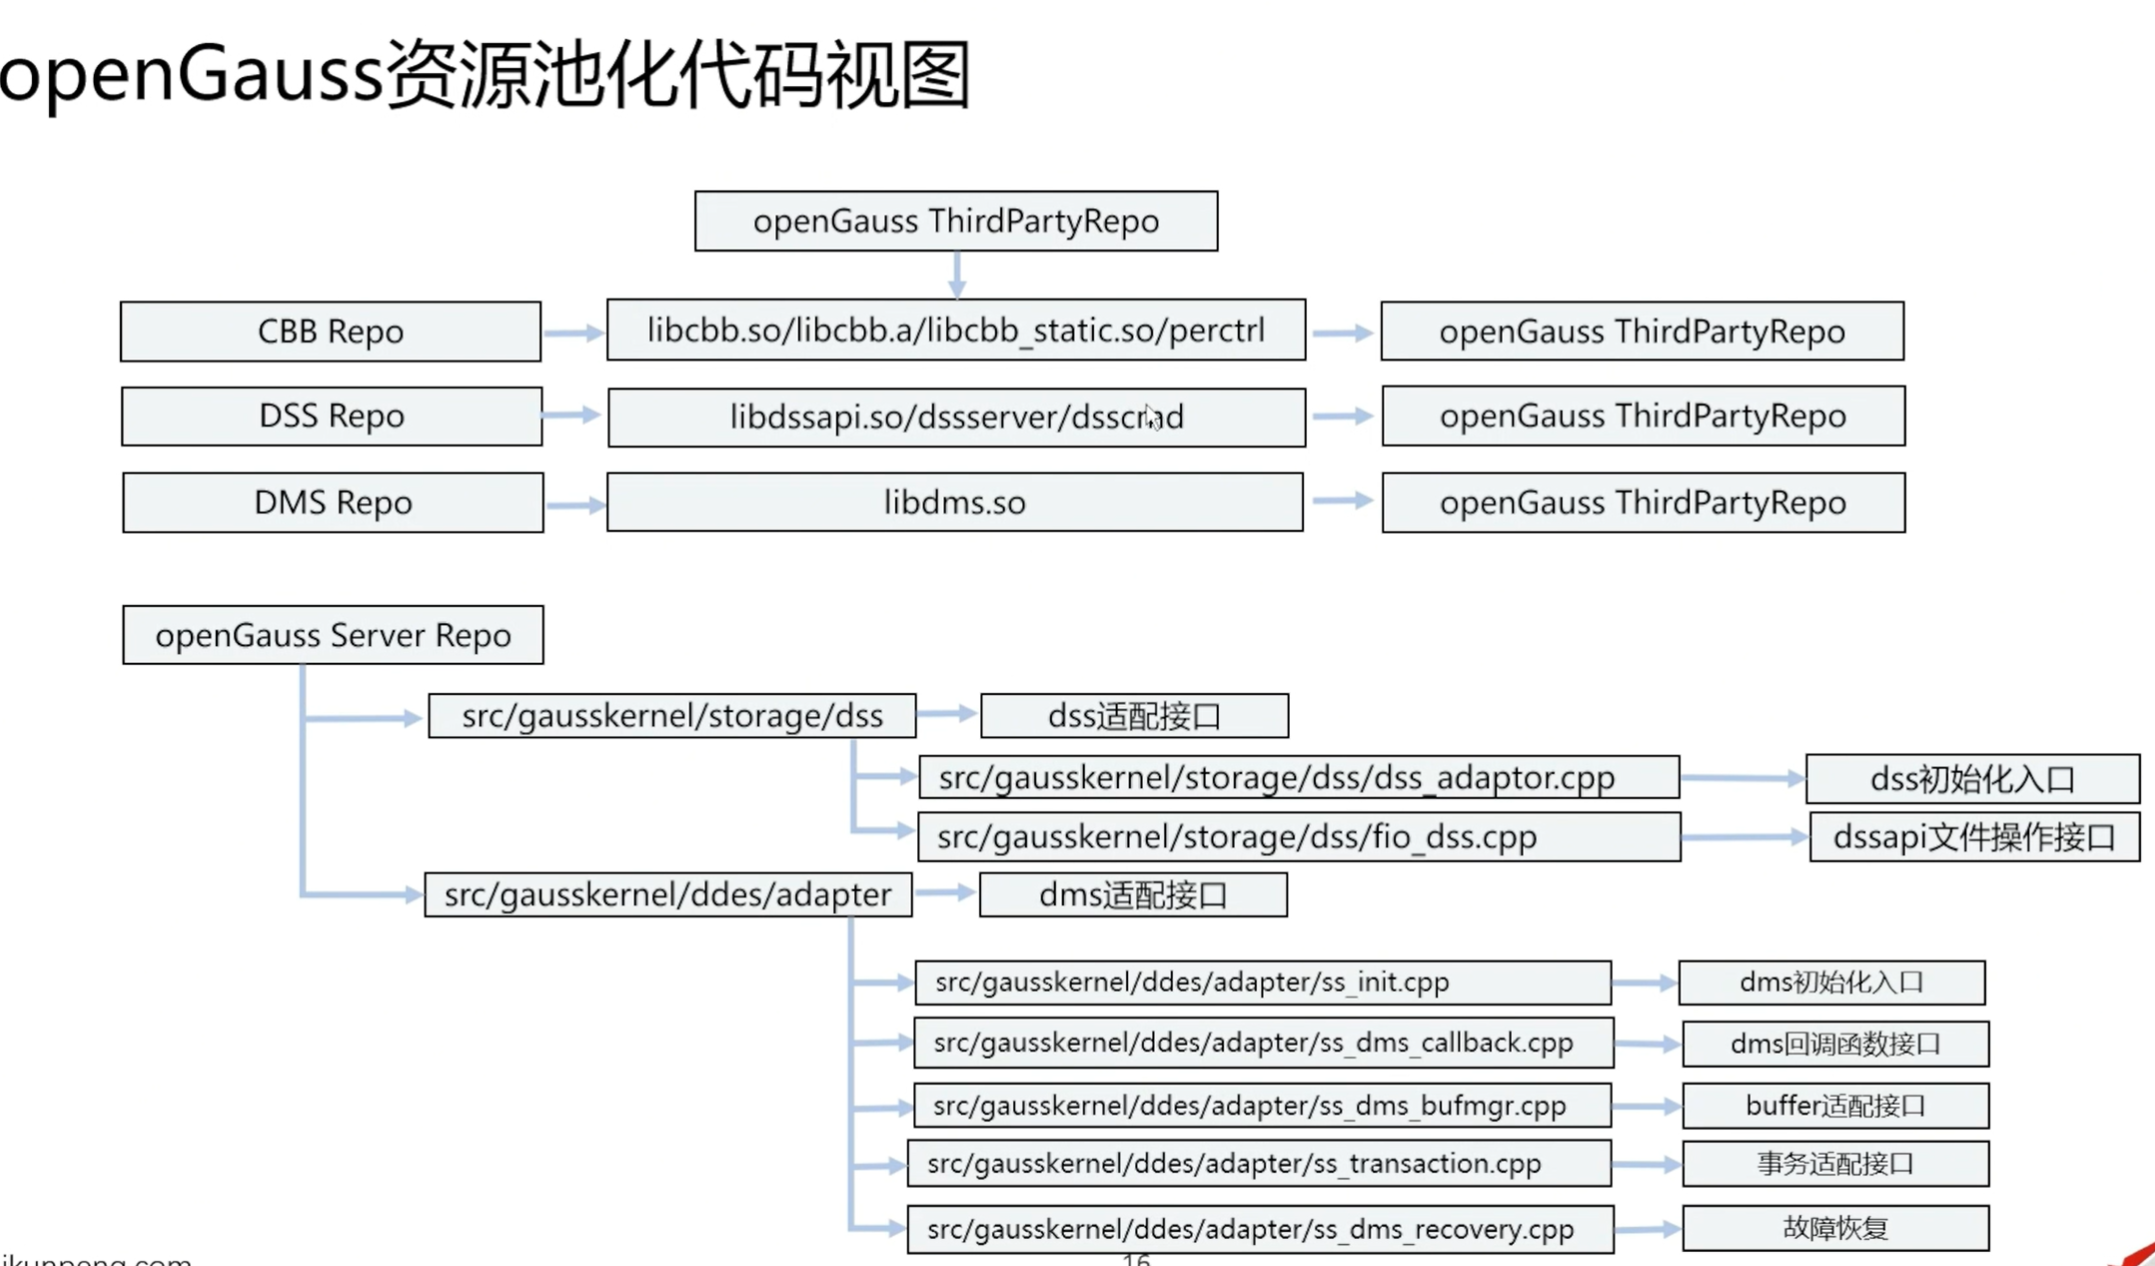 openGauss资源池化代码视图
openGauss ThirdPartyRepo
CBB Repo
libcbb.so/libcbb.a/libcbb_static.so/perctrl
openGauss ThirdPartyRepo
DSS Repo
libdssapi.so/dssserver/dsscmd
openGauss ThirdPartyRepo
DMS Repo
libdms.so
openGauss ThirdPartyRepo
openGauss Server Repo
src/gausskernel/storage/dss
dss适配接口
src/gausskernel/storage/dss/dss_adaptor.cpp
dss初始化入口
src/gausskernel/storage/dss/fio_dss.cpp
dssapi文件操作接口
src/gausskernel/ddes/adapter
dms适配接口
src/gausskernel/ddes/adapter/ss_init.cpp
dms初始化入口
src/gausskernel/ddes/adapter/ss_dms_callback.cpp
dms回调函数接口
src/gausskernel/ddes/adapter/ss_dms_bufmgr.cpp
buffer适配接口
src/gausskernel/ddes/adapter/ss_transaction.cpp
事务适配接口
src/gausskernel/ddes/adapter/ss_dms_recovery.cpp
故障恢复
ikunpeng.com
16